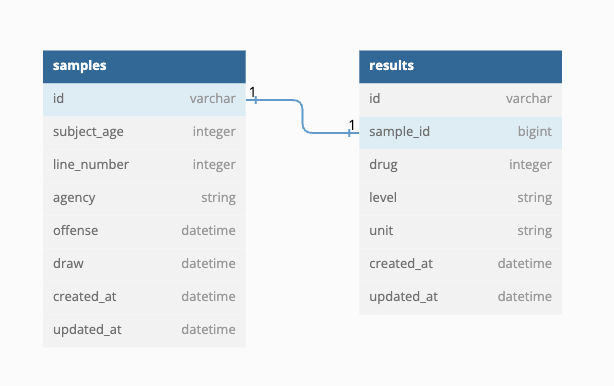 samples
id varchar
subject_age integer
line_number integer
agency string
offense datetime
draw datetime
created_at datetime
updated_at datetime
1
1
results
id varchar
sample_id bigint
drug integer
level string
unit string
created_at datetime
updated_at datetime